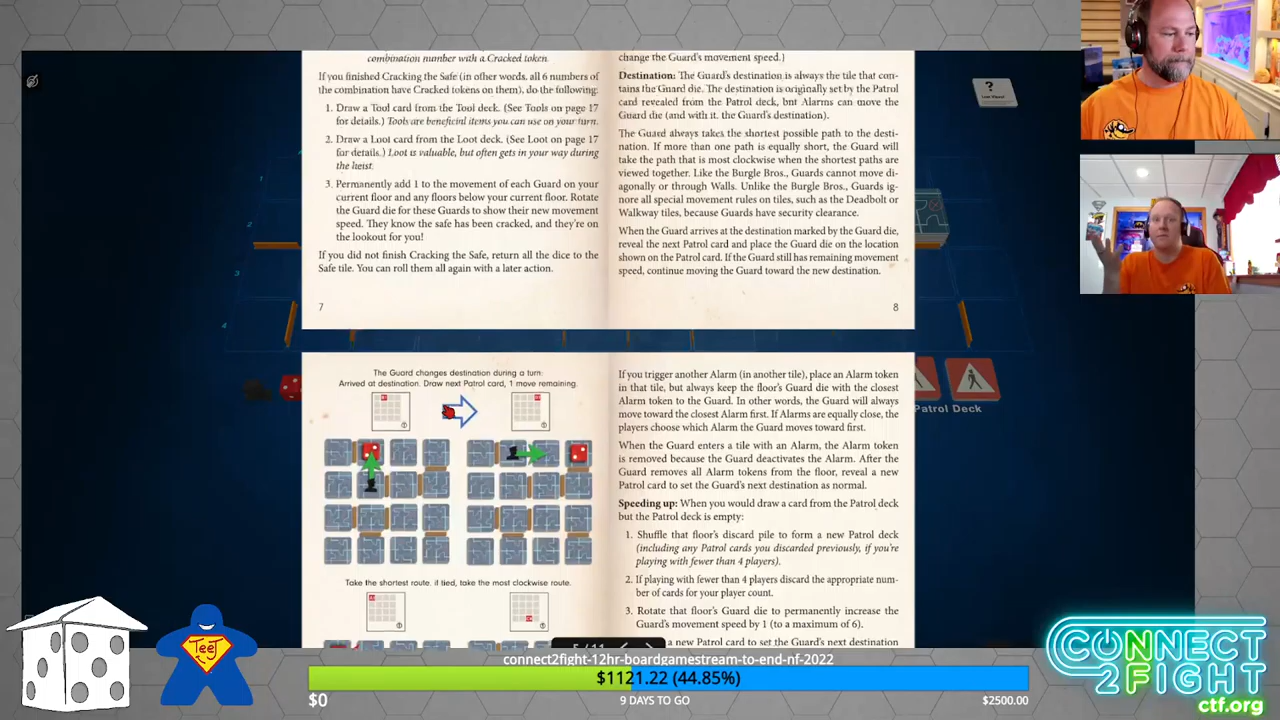 combination number with a Cracked token.
If you finished Cracking the Safe (in other words, all 6 numbers of
the combination have Cracked tokens on them), do the following:
1. Draw a Tool card from the Tool deck. (See Tools on page 17
for details.) Tools are beneficial items you can use on your turn.
2. Draw a Loot card from the Loot deck. (See Loot on page 17
for details.) Loot is valuable, but often gets in your way during
the heist.
3. Permanently add 1 to the movement of each Guard on your
current floor and any floors below your current floor. Rotate
the Guard die for these Guards to show their new movement
speed. They know the safe has been cracked, and they're on
the lookout for you!
If you did not finish Cracking the Safe, return all the dice to the
Safe tile. You can roll them all again with a later action.
7
change the Guard's movement speed.)
Destination: The Guard's destination is always the tile that con-
tains the Guard die. The destination is originally set by the Patrol
card revealed from the Patrol deck, but Alarms can move the
Guard die (and with it, the Guard's destination).
The Guard always takes the shortest possible path to the desti-
nation. If more than one path is equally short, the Guard will
take the path that is most clockwise when the shortest paths are
viewed together. Like the Burgle Bros., Guards cannot move di-
agonally or through Walls. Unlike the Burgle Bros., Guards ig-
nore all special movement rules on tiles, such as the Deadbolt or
Walkway tiles, because Guards have security clearance.
When the Guard arrives at the destination marked by the Guard die,
reveal the next Patrol card and place the Guard die on the location
shown on the Patrol card. If the Guard still has remaining movement
speed, continue moving the Guard toward the new destination.
8
The Guard changes destination during a turn:
Arrived at destination. Draw next Patrol card, 1 move remaining.
Take the shortest route. if tied, take the most clockwise route.
If you trigger another Alarm (in another tile), place an Alarm token
in that tile, but always keep the floor's Guard die with the closest
Alarm token to the Guard. In other words, the Guard will always
move toward the closest Alarm first. If Alarms are equally close, the
players choose which Alarm the Guard moves toward first.
When the Guard enters a tile with an Alarm, the Alarm token
is removed because the Guard deactivates the Alarm. After the
Guard removes all Alarm tokens from the floor, reveal a new
Patrol card to set the Guard's next destination as normal.
Speeding up: When you would draw a card from the Patrol deck
but the Patrol deck is empty:
1. Shuffle that floor's discard pile to form a new Patrol deck
(including any Patrol cards you discarded previously, if you're
playing with fewer than 4 players).
2. If playing with fewer than 4 players discard the appropriate num-
ber of cards for your player count.
3. Rotate that floor's Guard die to permanently increase the
Guard's movement speed by 1 (to a maximum of 6).
a new Patrol card to set the Guard's next destination
1
2
3
4
?
Patrol Deck
5 / 11
TeeT
connect2fight-12hr-boardgamestream-to-end-nf-2022
$1121.22 (44.85%)
$0
9 DAYS TO GO
$2500.00
CONNECT
2FIGHT
ctf.org